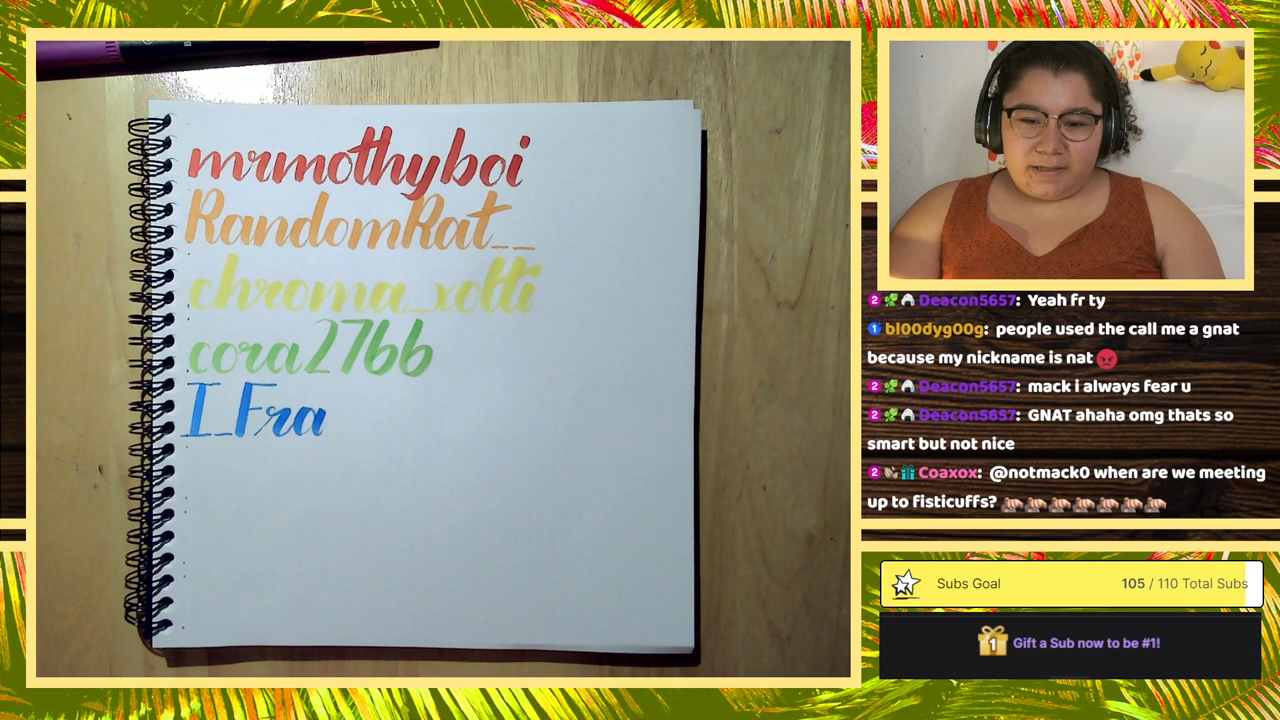 mrmothyboi
RandomRat__
chroma_xolti
cora2766
I_Fra
Deacon5657: Yeah fr ty
bl00dyg00g: people used the call me a gnat
because my nickname is nat
Deacon5657: mack i always fear u
Deacon5657: GNAT ahaha omg thats so
smart but not nice
Coaxox: @notmack0 when are we meeting
up to fisticuffs?
Subs Goal 105 / 110 Total Subs
1 Gift a Sub now to be #1!